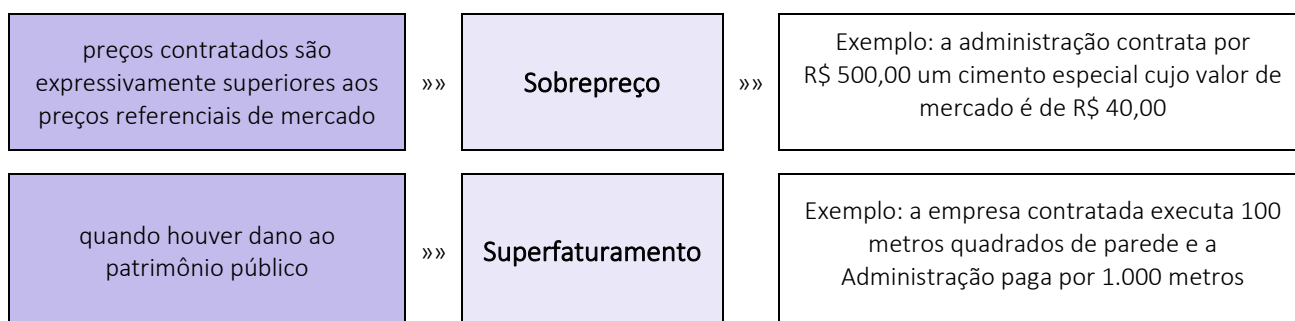 preços contratados são
expressivamente superiores aos
preços referenciais de mercado
»»
Sobrepreço
»»
Exemplo: a administração contrata por
R$ 500,00 um cimento especial cujo valor de
mercado é de R$ 40,00
quando houver dano ao
patrimônio público
»»
Superfaturamento
»»
Exemplo: a empresa contratada executa 100
metros quadrados de parede e a
Administração paga por 1.000 metros